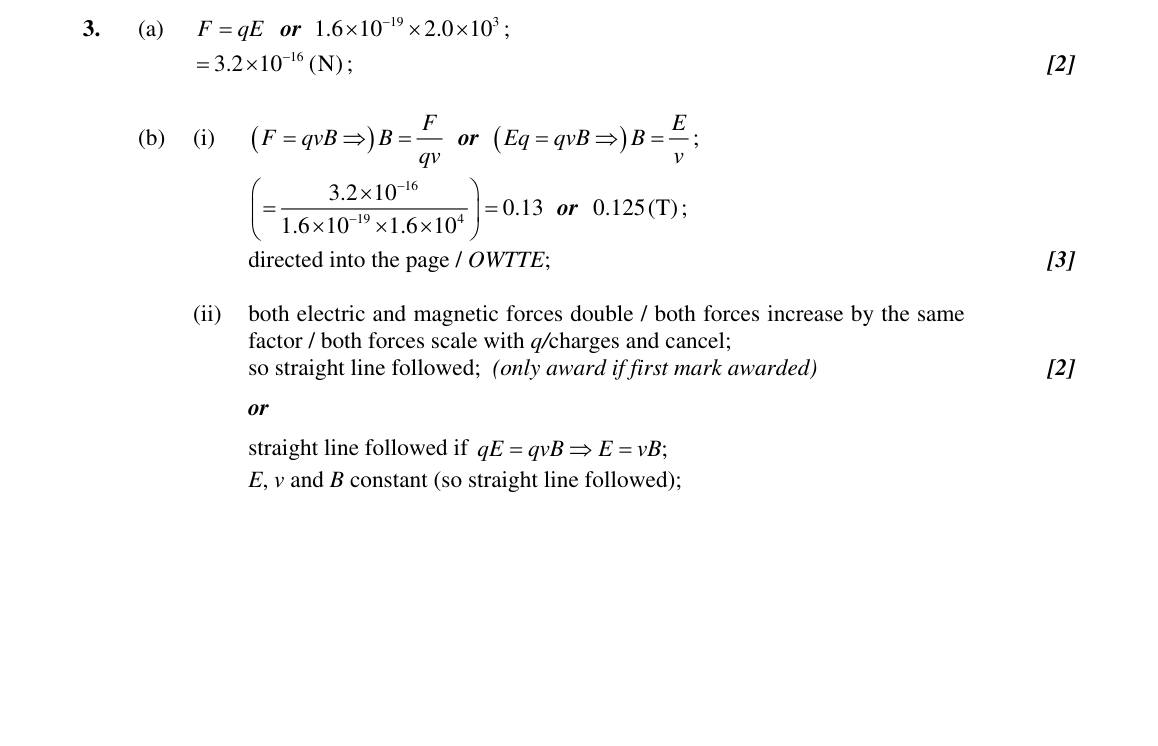 3. (a) F = qE or 1.6×10⁻¹⁹ × 2.0×10³ ;
= 3.2×10⁻¹⁶ (N) ; [2]
(b) (i) (F = qvB ⇒) B = F/qv or (Eq = qvB ⇒) B = E/v ;
(= 3.2×10⁻¹⁶ / 1.6×10⁻¹⁹ ×1.6×10⁴) = 0.13 or 0.125 (T) ;
directed into the page / OWTTE; [3]
(ii) both electric and magnetic forces double / both forces increase by the same
factor / both forces scale with q/charges and cancel;
so straight line followed; (only award if first mark awarded) [2]
or
straight line followed if qE = qvB ⇒ E = vB;
E, v and B constant (so straight line followed);